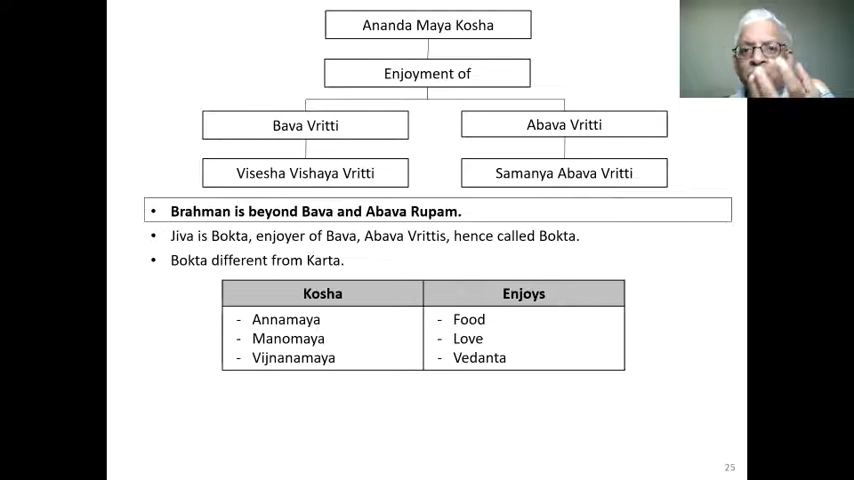 Ananda Maya Kosha
Enjoyment of
Bava Vritti
Abava Vritti
Visesha Vishaya Vritti
Samanya Abava Vritti
• Brahman is beyond Bava and Abava Rupam.
• Jiva is Bokta, enjoyer of Bava, Abava Vrittis, hence called Bokta.
• Bokta different from Karta.
Kosha Enjoys
- Annamaya - Food
- Manomaya - Love
- Vijnanamaya - Vedanta
25